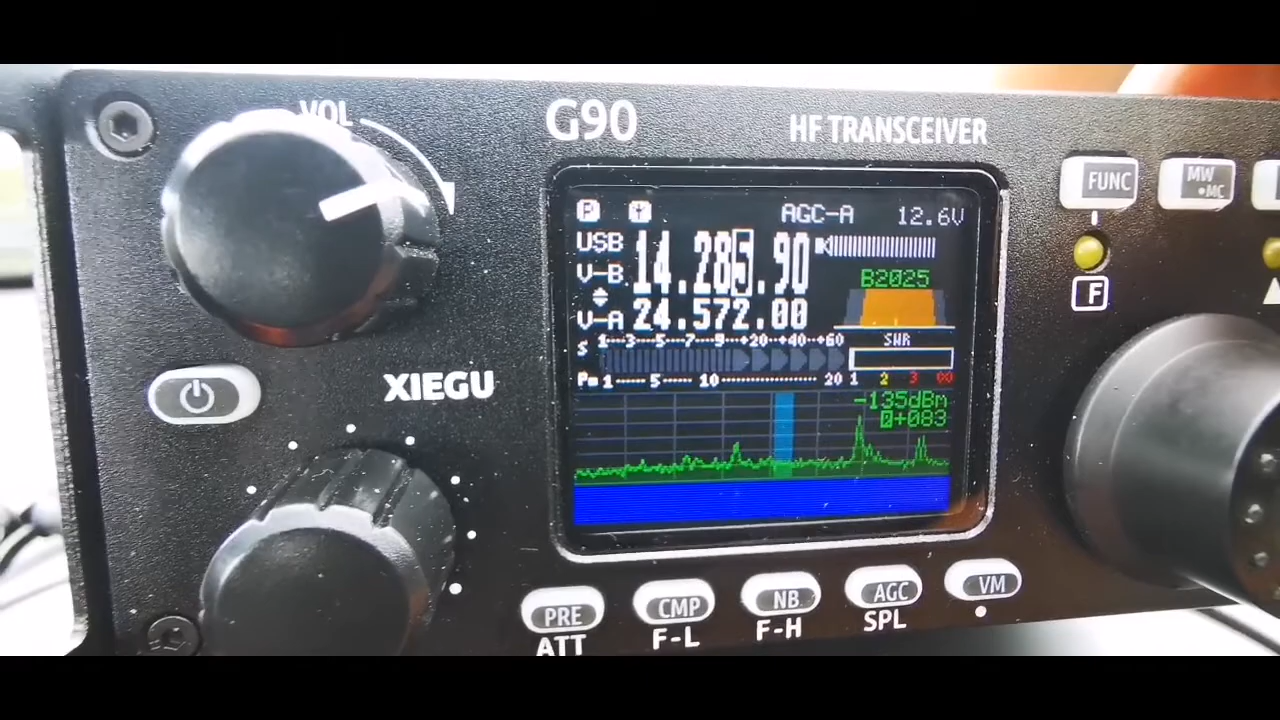 VOL
G90
HF TRANSCEIVER
FUNC
MW
•MC
F
P AGC-A 12.6V
USB 14.285.90
V-B
B2025
V-A 24.572.00
S 1---3---5---7---9---+20--+40--+60 SWR
Po 1-----5-----10---------------20 1 2 3 ∞
-135dBm
0+083
XIEGU
PRE
CMP
NB
AGC
VM
ATT
F-L
F-H
SPL